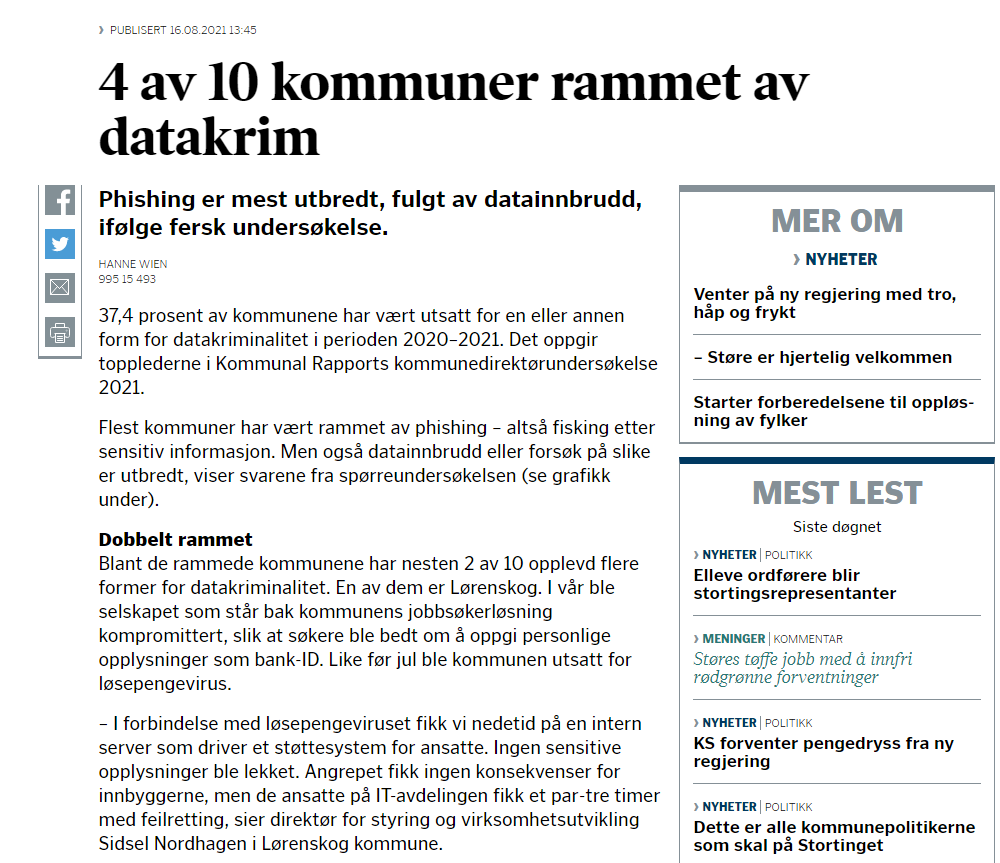 › PUBLISERT 16.08.2021 13:45
4 av 10 kommuner rammet av
datakrim
Phishing er mest utbredt, fulgt av datainnbrudd,
ifølge fersk undersøkelse.
HANNE WIEN
995 15 493
37,4 prosent av kommunene har vært utsatt for en eller annen
form for datakriminalitet i perioden 2020–2021. Det oppgir
topplederne i Kommunal Rapports kommunedirektørundersøkelse
2021.
Flest kommuner har vært rammet av phishing – altså fisking etter
sensitiv informasjon. Men også datainnbrudd eller forsøk på slike
er utbredt, viser svarene fra spørreundersøkelsen (se grafikk
under).
Dobbelt rammet
Blant de rammede kommunene har nesten 2 av 10 opplevd flere
former for datakriminalitet. En av dem er Lørenskog. I vår ble
selskapet som står bak kommunens jobbsøkerløsning
kompromittert, slik at søkere ble bedt om å oppgi personlige
opplysninger som bank-ID. Like før jul ble kommunen utsatt for
løsepengevirus.
– I forbindelse med løsepengeviruset fikk vi nedetid på en intern
server som driver et støttesystem for ansatte. Ingen sensitive
opplysninger ble lekket. Angrepet fikk ingen konsekvenser for
innbyggerne, men de ansatte på IT-avdelingen fikk et par-tre timer
med feilretting, sier direktør for styring og virksomhetsutvikling
Sidsel Nordhagen i Lørenskog kommune.
MER OM
› NYHETER
Venter på ny regjering med tro,
håp og frykt
– Støre er hjertelig velkommen
Starter forberedelsene til oppløs-
ning av fylker
MEST LEST
Siste døgnet
› NYHETER | POLITIKK
Elleve ordførere blir
stortingsrepresentanter
› MENINGER | KOMMENTAR
Støres tøffe jobb med å innfri
rødgrønne forventninger
› NYHETER | POLITIKK
KS forventer pengedryss fra ny
regjering
› NYHETER | POLITIKK
Dette er alle kommunepolitikerne
som skal på Stortinget